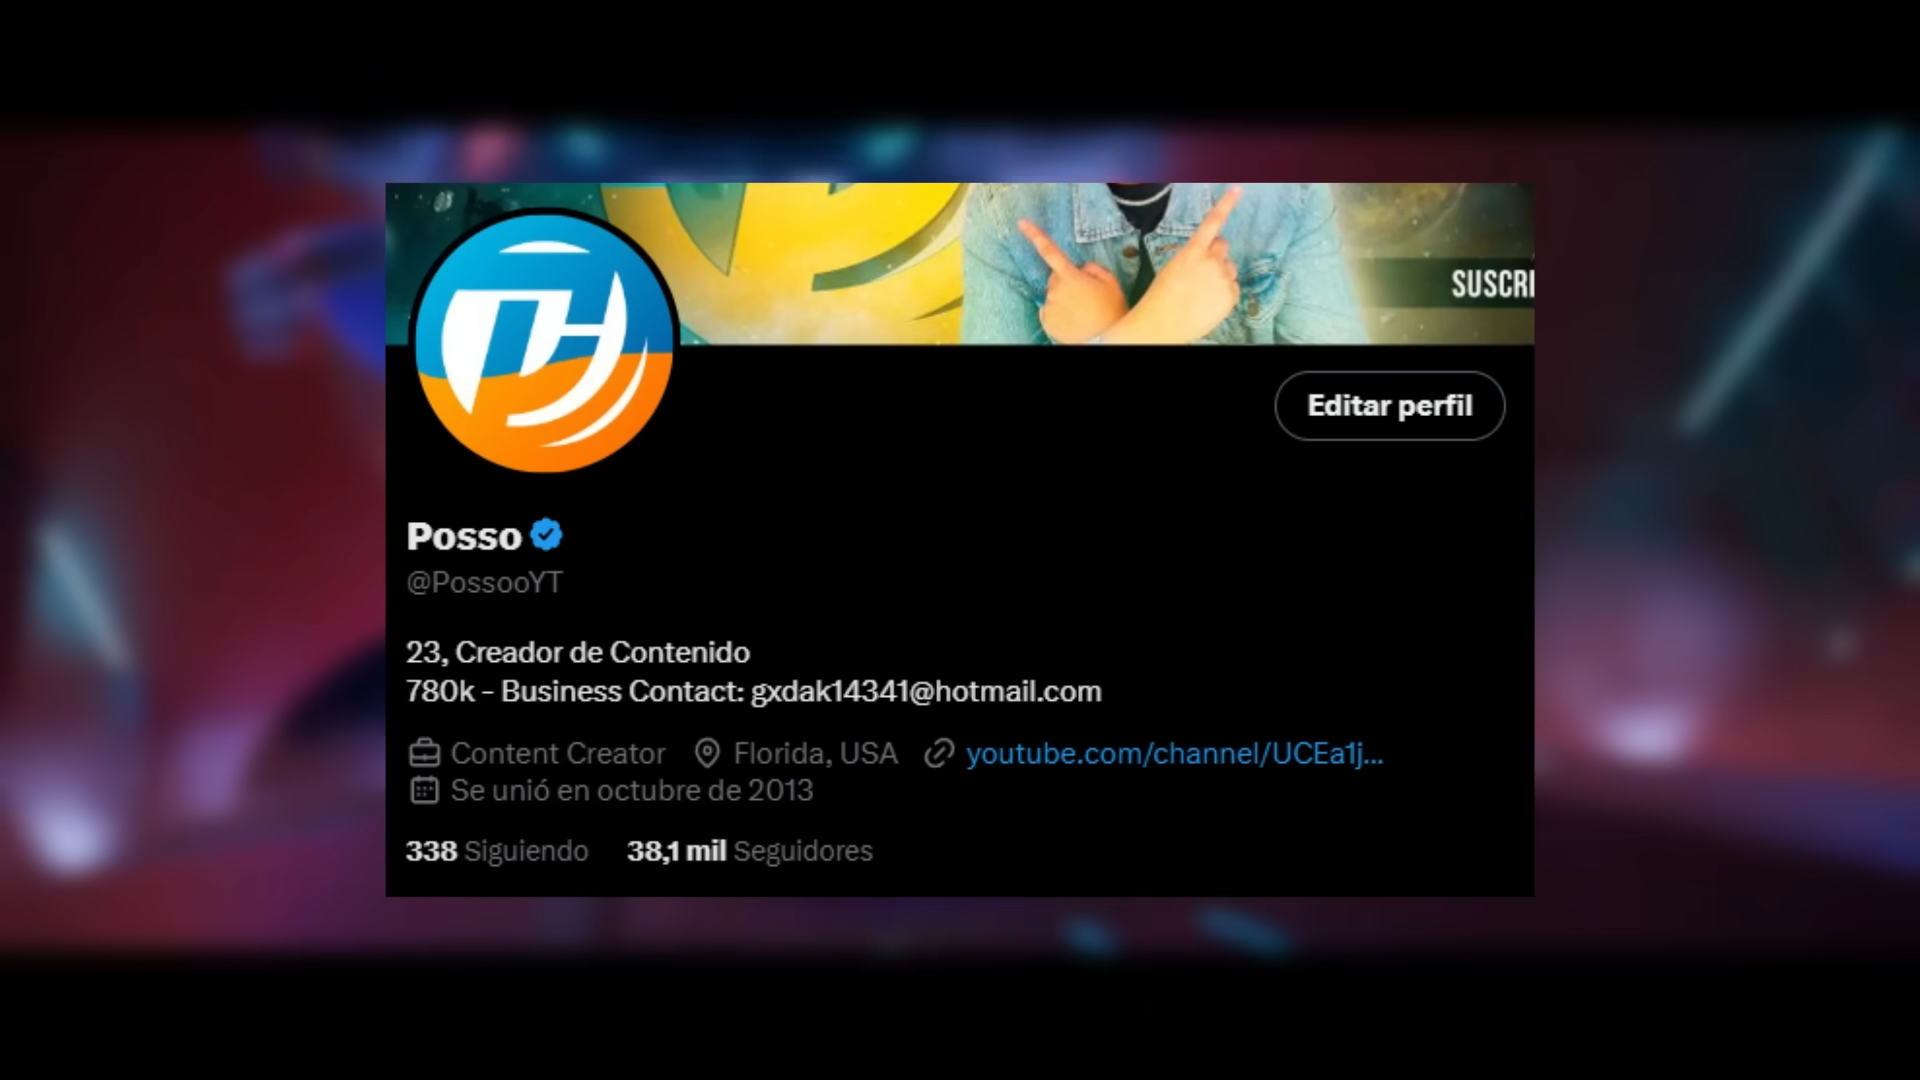 SUSCRI
Editar perfil
Posso
@PossooYT
23, Creador de Contenido
780k - Business Contact: gxdak14341@hotmail.com
Content Creator Florida, USA youtube.com/channel/UCEa1j...
Se unió en octubre de 2013
338 Siguiendo 38,1 mil Seguidores